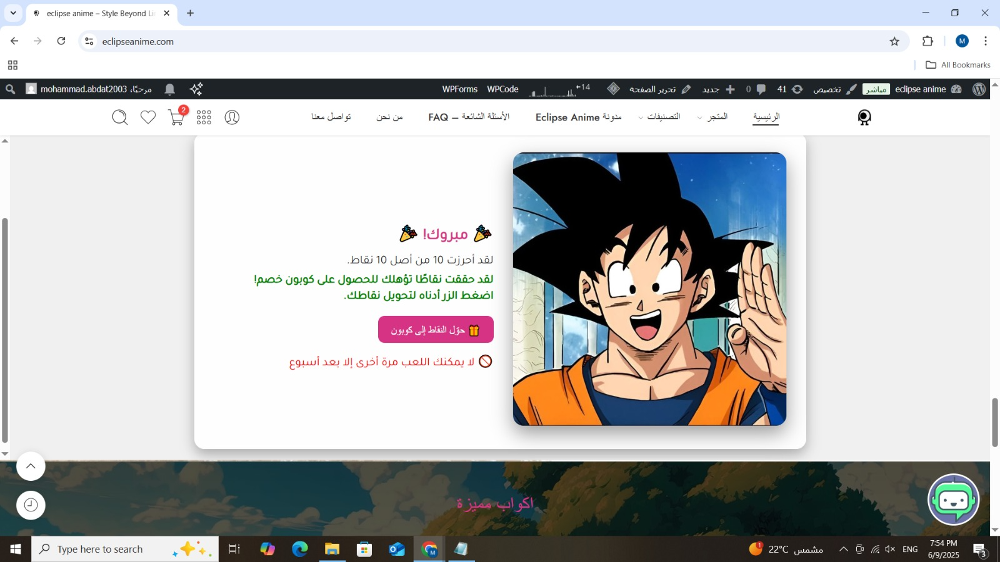 eclipse anime – Style Beyond Li
eclipseanime.com
M
All Bookmarks
مرحبًا، mohammad.abdat2003
WPForms
WPCode
14
تحرير الصفحة
جديد
0
41
تخصيص
مباشر
eclipse anime
2
الرئيسية
المتجر
التصنيفات
مدونة Eclipse Anime
الأسئلة الشائعة – FAQ
من نحن
تواصل معنا
مبروك!
لقد أحرزت 10 من أصل 10 نقاط.
لقد حققت نقاطًا تؤهلك للحصول على كوبون خصم!
اضغط الزر أدناه لتحويل نقاطك.
حوّل النقاط إلى كوبون
لا يمكنك اللعب مرة أخرى إلا بعد أسبوع
اكواب مميزة
Type here to search
1
22°C مشمس
ENG
7:54 PM
6/9/2025
3